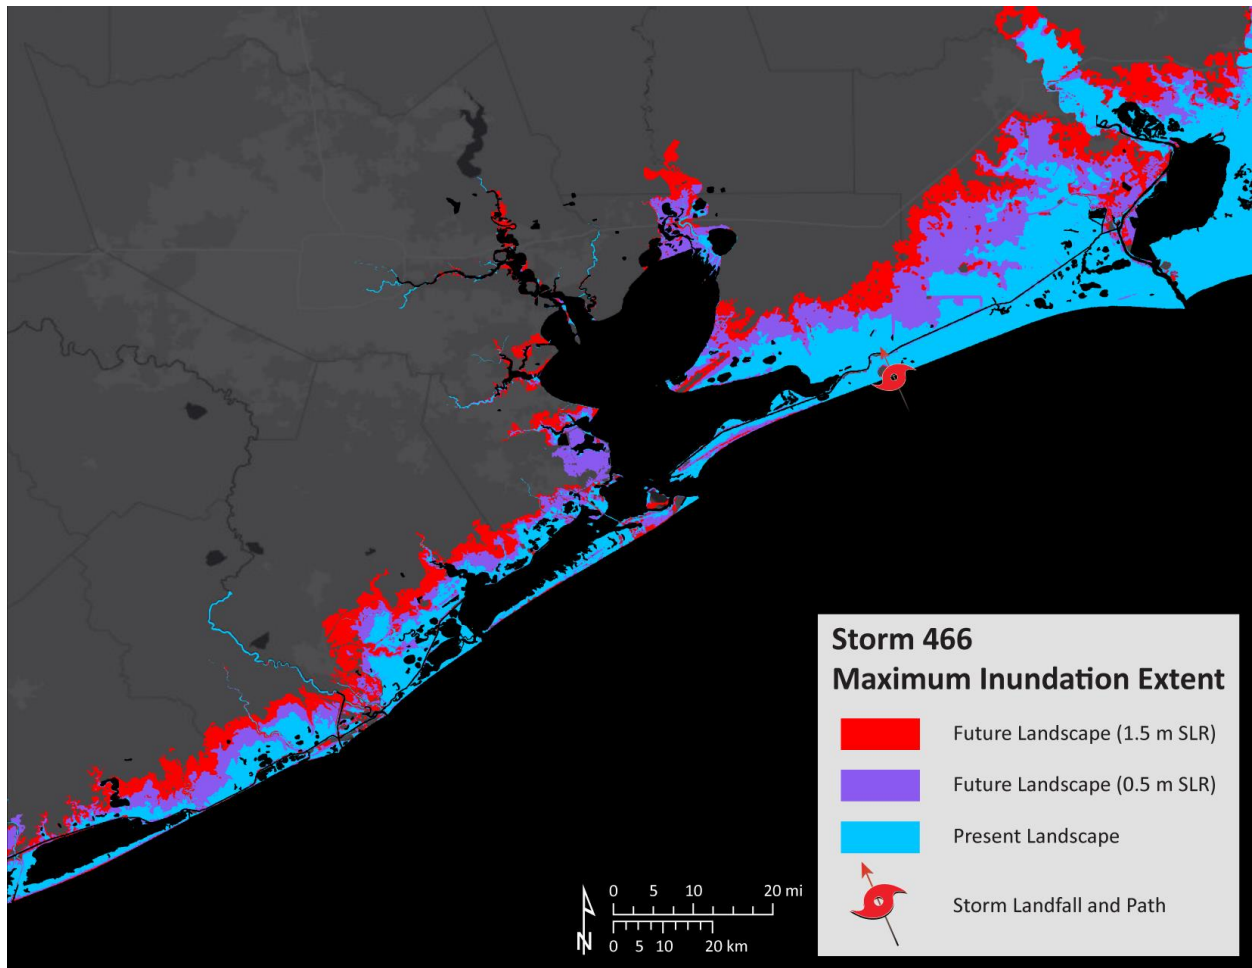 Storm 466
Maximum Inundation Extent
Future Landscape (1.5 m SLR)
Future Landscape (0.5 m SLR)
Present Landscape
Storm Landfall and Path
0 5 10 20 mi
N
0 5 10 20 km